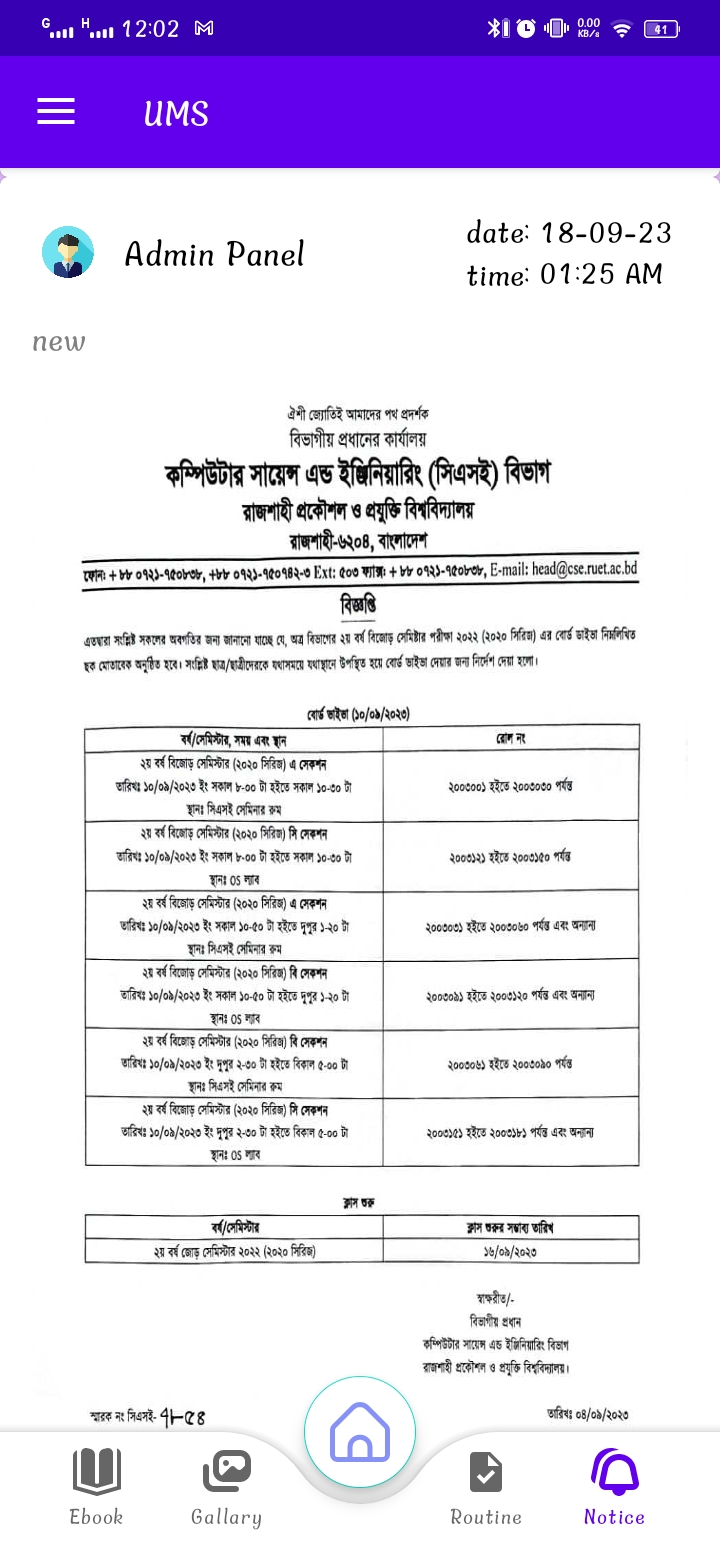 G H 12:02 0.00 KB/s 41
UMS
Admin Panel
date: 18-09-23
time: 01:25 AM
new
ঐশী জ্যোতিই আমাদের পথ প্রদর্শক
বিভাগীয় প্রধানের কার্যালয়
কম্পিউটার সায়েন্স এন্ড ইঞ্জিনিয়ারিং (সিএসই) বিভাগ
রাজশাহী প্রকৌশল ও প্রযুক্তি বিশ্ববিদ্যালয়
রাজশাহী-৬২০৪, বাংলাদেশ
ফোন: +৮৮ ০৭২১-৭৫০৮৩৮, +৮৮ ০৭২১-৭৫০৭৪২-৩ Ext: ৫০৩ ফ্যাক্স: +৮৮ ০৭২১-৭৫০৮৩৮, E-mail: head@cse.ruet.ac.bd
বিজ্ঞপ্তি
এতদ্বারা সংশ্লিষ্ট সকলের অবগতির জন্য জানানো যাচ্ছে যে, অত্র বিভাগের ২য় বর্ষ বিজোড় সেমিষ্টার পরীক্ষা ২০২২ (২০২০ সিরিজ) এর বোর্ড ভাইভা নিম্নলিখিত
ছক মোতাবেক অনুষ্ঠিত হবে। সংশ্লিষ্ট ছাত্র/ছাত্রীদেরকে যথাসময়ে যথাস্থানে উপস্থিত হয়ে বোর্ড ভাইভা দেয়ার জন্য নির্দেশ দেয়া হলো।
বোর্ড ভাইভা (১০/০৯/২০২৩)
বর্ষ/সেমিস্টার, সময় এবং স্থান রোল নং
২য় বর্ষ বিজোড় সেমিস্টার (২০২০ সিরিজ) এ সেকশন
তারিখঃ ১০/০৯/২০২৩ ইং সকাল ৮-০০ টা হইতে সকাল ১০-৩০ টা
স্থানঃ সিএসই সেমিনার রুম
২০০৩০০১ হইতে ২০০৩০৩০ পর্যন্ত
২য় বর্ষ বিজোড় সেমিস্টার (২০২০ সিরিজ) সি সেকশন
তারিখঃ ১০/০৯/২০২৩ ইং সকাল ৮-০০ টা হইতে সকাল ১০-৩০ টা
স্থানঃ OS ল্যাব
২০০৩১২১ হইতে ২০০৩১৫০ পর্যন্ত
২য় বর্ষ বিজোড় সেমিস্টার (২০২০ সিরিজ) এ সেকশন
তারিখঃ ১০/০৯/২০২৩ ইং সকাল ১০-৫০ টা হইতে দুপুর ১-২০ টা
স্থানঃ সিএসই সেমিনার রুম
২০০৩০৩১ হইতে ২০০৩০৬০ পর্যন্ত এবং অন্যান্য
২য় বর্ষ বিজোড় সেমিস্টার (২০২০ সিরিজ) বি সেকশন
তারিখঃ ১০/০৯/২০২৩ ইং সকাল ১০-৫০ টা হইতে দুপুর ১-২০ টা
স্থানঃ OS ল্যাব
২০০৩০৯১ হইতে ২০০৩১২০ পর্যন্ত এবং অন্যান্য
২য় বর্ষ বিজোড় সেমিস্টার (২০২০ সিরিজ) বি সেকশন
তারিখঃ ১০/০৯/২০২৩ ইং দুপুর ২-৩০ টা হইতে বিকাল ৫-০০ টা
স্থানঃ সিএসই সেমিনার রুম
২০০৩০৬১ হইতে ২০০৩০৯০ পর্যন্ত
২য় বর্ষ বিজোড় সেমিস্টার (২০২০ সিরিজ) সি সেকশন
তারিখঃ ১০/০৯/২০২৩ ইং দুপুর ২-৩০ টা হইতে বিকাল ৫-০০ টা
স্থানঃ OS ল্যাব
২০০৩১৫১ হইতে ২০০৩১৮১ পর্যন্ত এবং অন্যান্য
ক্লাস শুরু
বর্ষ/সেমিস্টার ক্লাস শুরুর সম্ভাব্য তারিখ
২য় বর্ষ জোড় সেমিস্টার ২০২২ (২০২০ সিরিজ) ১৬/০৯/২০২৩
স্বাক্ষরীত/-
বিভাগীয় প্রধান
কম্পিউটার সায়েন্স এন্ড ইঞ্জিনিয়ারিং বিভাগ
রাজশাহী প্রকৌশল ও প্রযুক্তি বিশ্ববিদ্যালয়।
স্মারক নং সিএসই-
তারিখঃ ০৪/০৯/২০২৩
Ebook Gallary Routine Notice